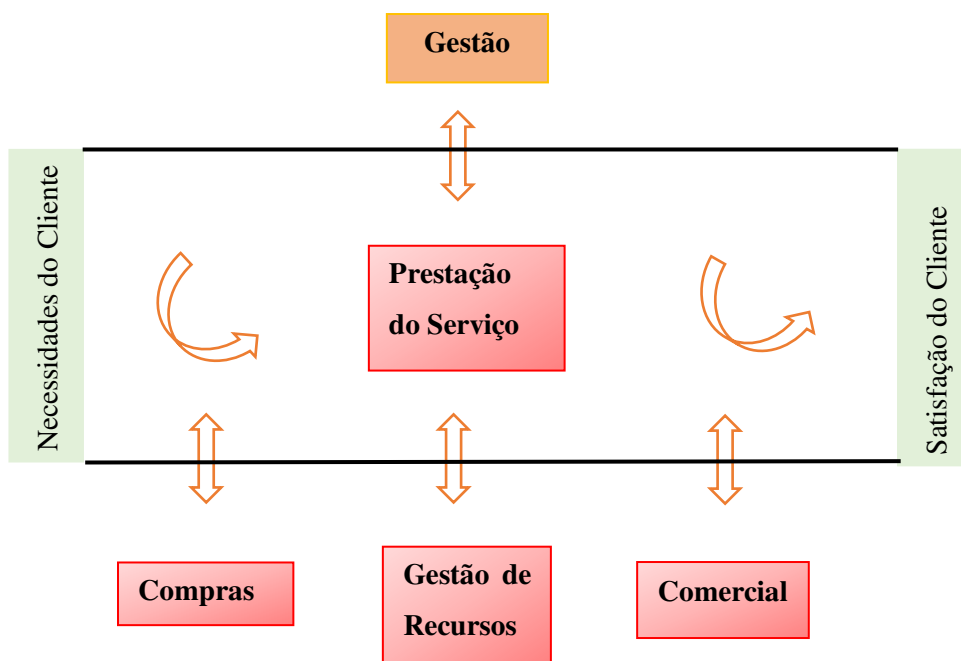 Gestão
Necessidades do Cliente
Prestação
do Serviço
Satisfação do Cliente
Compras
Gestão de
Recursos
Comercial